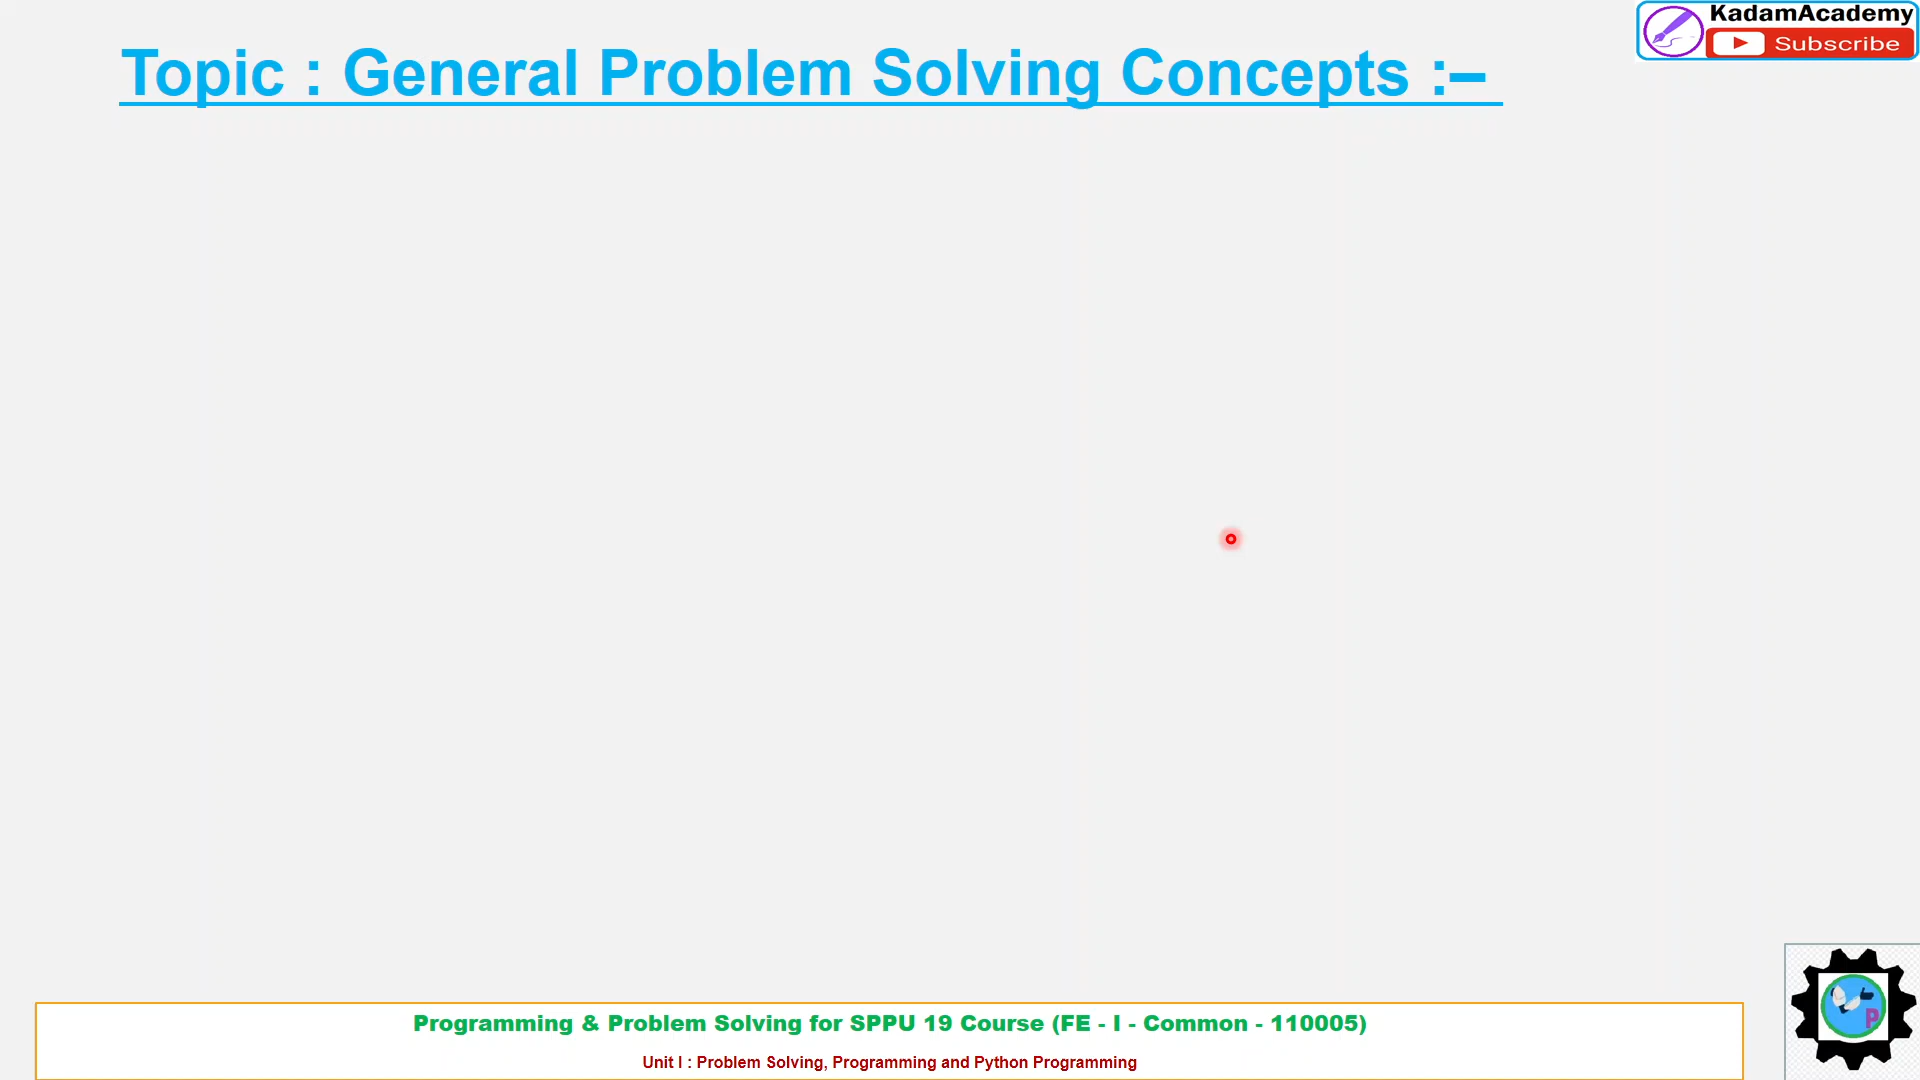 KadamAcademy
Subscribe
Topic : General Problem Solving Concepts :–
Programming & Problem Solving for SPPU 19 Course (FE - I - Common - 110005)
Unit I : Problem Solving, Programming and Python Programming
P